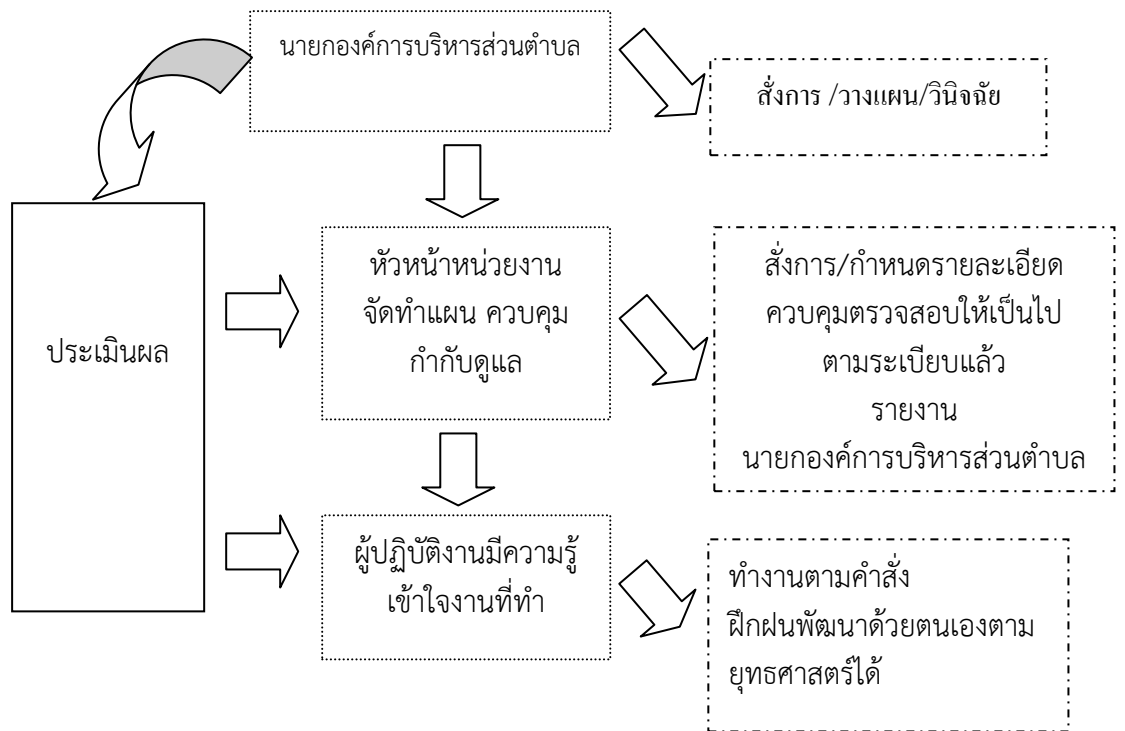 นายกองค์การบริหารส่วนตำบล
สั่งการ /วางแผน/วินิจฉัย
ประเมินผล
หัวหน้าหน่วยงาน
จัดทำแผน ควบคุม
กำกับดูแล
สั่งการ/กำหนดรายละเอียด
ควบคุมตรวจสอบให้เป็นไป
ตามระเบียบแล้ว
รายงาน
นายกองค์การบริหารส่วนตำบล
ผู้ปฏิบัติงานมีความรู้
เข้าใจงานที่ทำ
ทำงานตามคำสั่ง
ฝึกฝนพัฒนาด้วยตนเองตาม
ยุทธศาสตร์ได้